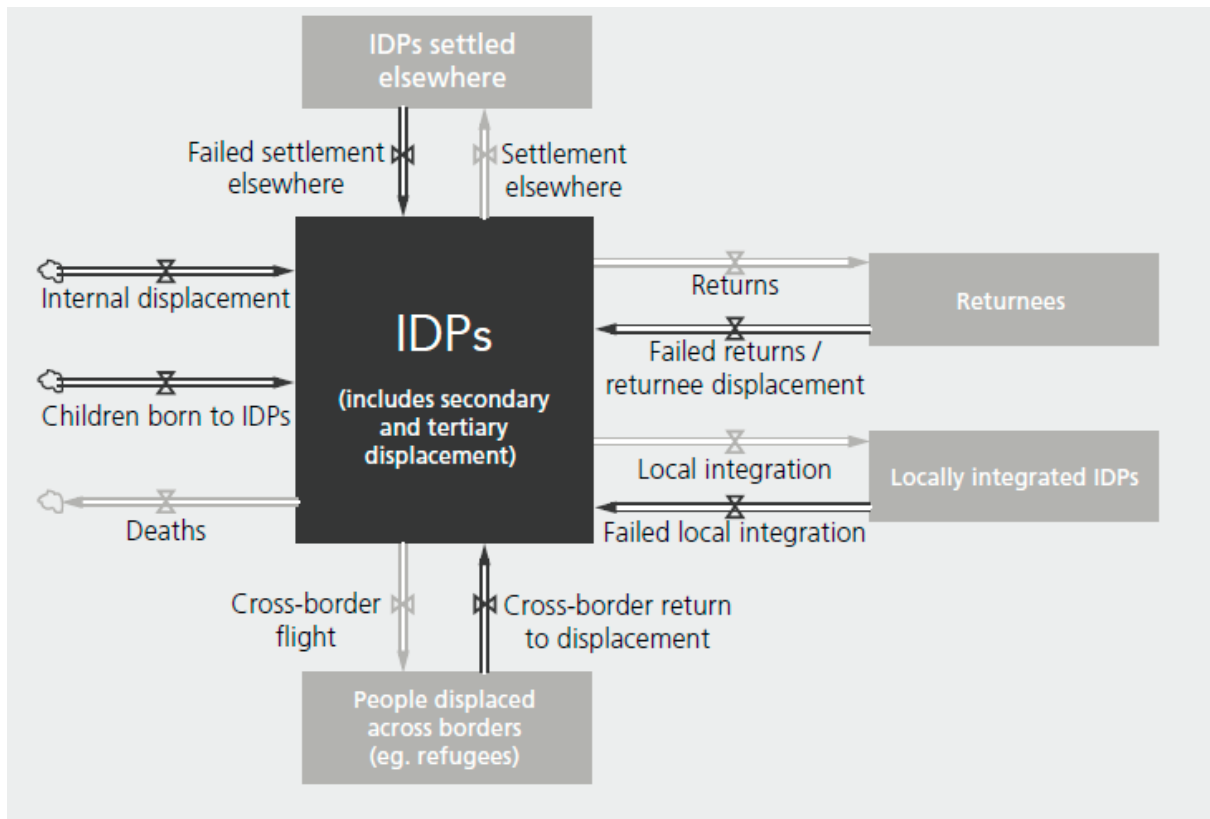 IDPs settled
elsewhere
Failed settlement
elsewhere
Settlement
elsewhere
Internal displacement
Children born to IDPs
Deaths
IDPs
(includes secondary
and tertiary
displacement)
Returns
Returnees
Failed returns /
returnee displacement
Local integration
Locally integrated IDPs
Failed local integration
Cross-border
flight
Cross-border return
to displacement
People displaced
across borders
(eg. refugees)